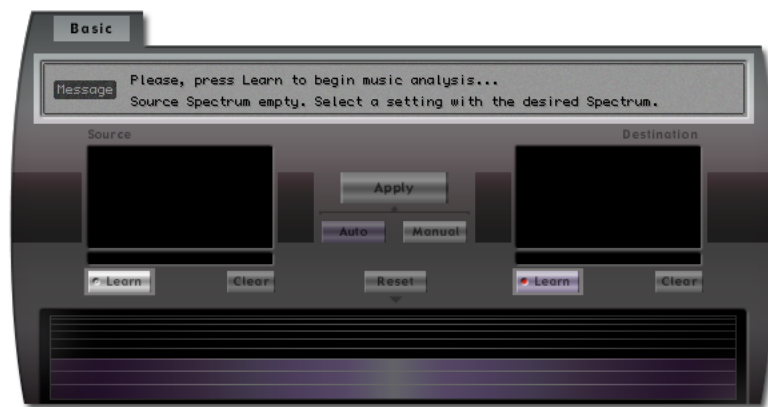 Basic
Message
Please, press Learn to begin music analysis...
Source Spectrum empty. Select a setting with the desired Spectrum.
Source
Destination
Apply
Auto
Manual
Learn
Clear
Reset
Learn
Clear